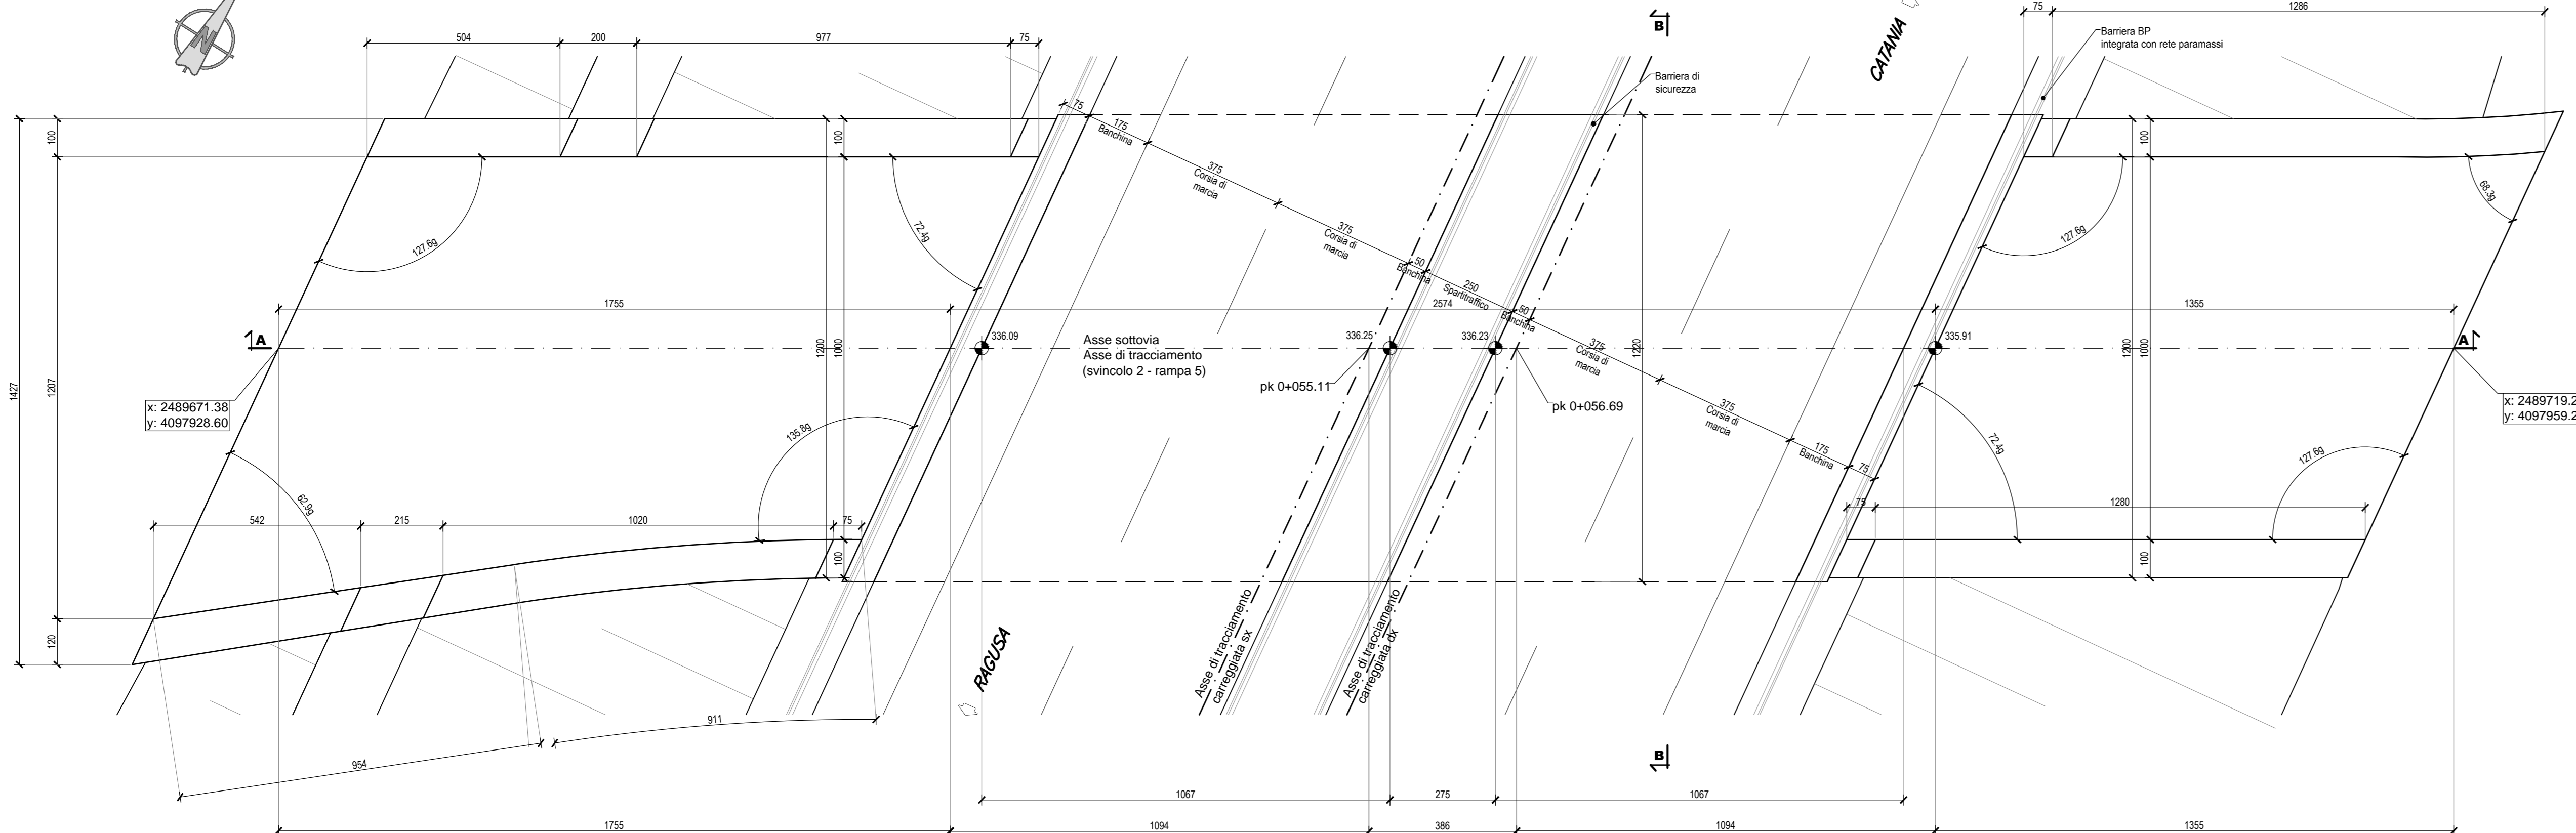 N
504
200
977
75
B
CATANIA
75
1286
Barriera BP
integrata con rete paramassi
Barriera di
sicurezza
75
175
Banchina
375
Corsia di
marcia
375
Corsia di
marcia
50
Banchina
250
Spartitraffico
50
Banchina
375
Corsia di
marcia
375
Corsia di
marcia
175
Banchina
75
1427
100
1207
120
127.6g
72.4g
1200
100
1000
100
1755
2574
1355
A
336.09
Asse sottovia
Asse di tracciamento
(svincolo 2 - rampa 5)
336.25
336.23
335.91
A
pk 0+055.11
pk 0+056.69
1220
x: 2489671.38
y: 4097928.60
x: 2489719.2
y: 4097959.2
127.6g
68.3g
1200
100
1000
100
62.9g
135.8g
72.4g
127.6g
542
215
1020
75
75
1280
RAGUSA
Asse di tracciamento
carreggiata sx
Asse di tracciamento
carreggiata dx
B
954
911
1067
275
1067
1755
1094
386
1094
1355